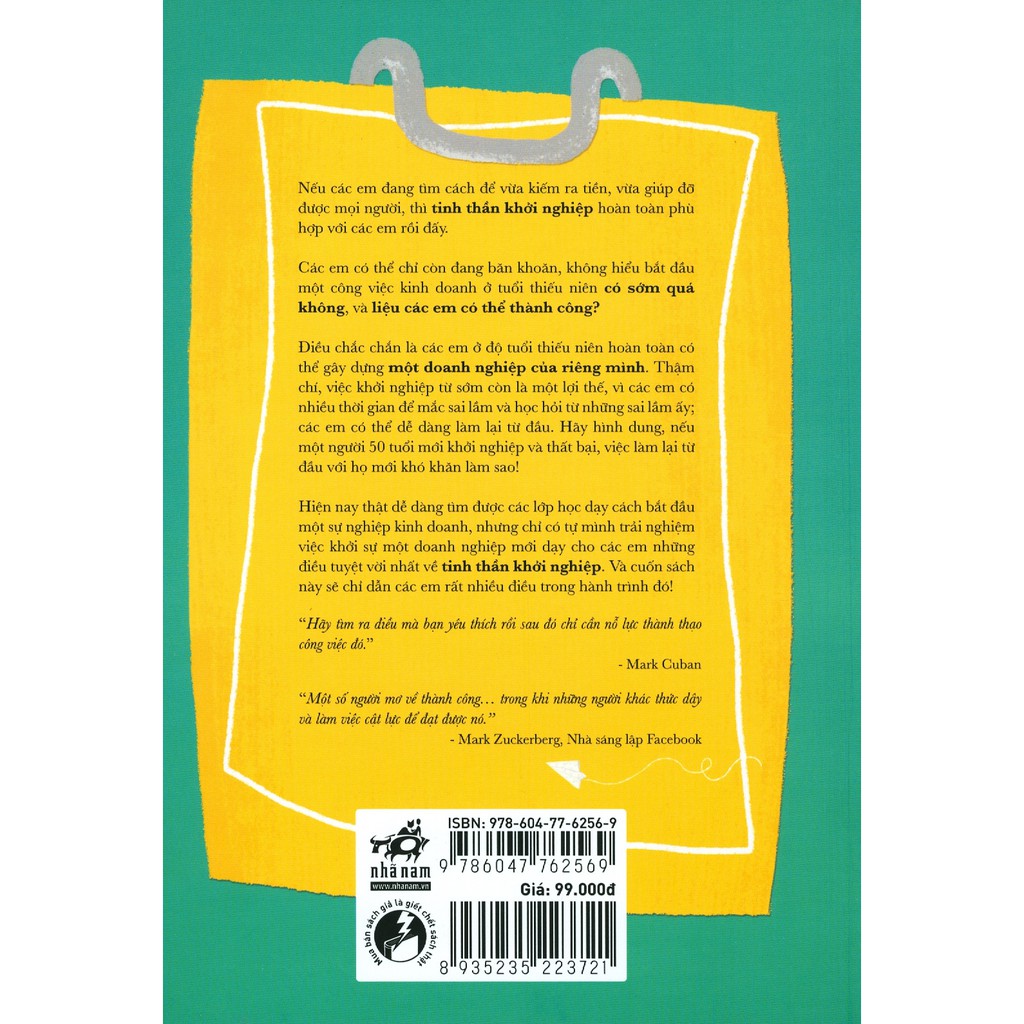 Nếu các em đang tìm cách để vừa kiếm ra tiền, vừa giúp đỡ
được mọi người, thì tinh thần khởi nghiệp hoàn toàn phù
hợp với các em rồi đấy.
Các em có thể chỉ còn đang băn khoăn, không hiểu bắt đầu
một công việc kinh doanh ở tuổi thiếu niên có sớm quá
không, và liệu các em có thể thành công?
Điều chắc chắn là các em ở độ tuổi thiếu niên hoàn toàn có
thể gây dựng một doanh nghiệp của riêng mình. Thậm
chí, việc khởi nghiệp từ sớm còn là một lợi thế, vì các em có
nhiều thời gian để mắc sai lầm và học hỏi từ những sai lầm ấy;
các em có thể dễ dàng làm lại từ đầu. Hãy hình dung, nếu
một người 50 tuổi mới khởi nghiệp và thất bại, việc làm lại từ
đầu với họ mới khó khăn làm sao!
Hiện nay thật dễ dàng tìm được các lớp học dạy cách bắt đầu
một sự nghiệp kinh doanh, nhưng chỉ có tự mình trải nghiệm
việc khởi sự một doanh nghiệp mới dạy cho các em những
điều tuyệt vời nhất về tinh thần khởi nghiệp. Và cuốn sách
này sẽ chỉ dẫn các em rất nhiều điều trong hành trình đó!
“Hãy tìm ra điều mà bạn yêu thích rồi sau đó chỉ cần nỗ lực thành thạo
công việc đó.”
- Mark Cuban
“Một số người mơ về thành công… trong khi những người khác thức dậy
và làm việc cật lực để đạt được nó.”
- Mark Zuckerberg, Nhà sáng lập Facebook
nhã nam
www.nhanam.vn
Mua bán sách giả là giết chết sách thật
ISBN: 978-604-77-6256-9
9 786047 762569
Giá: 99.000đ
8 935235 223721